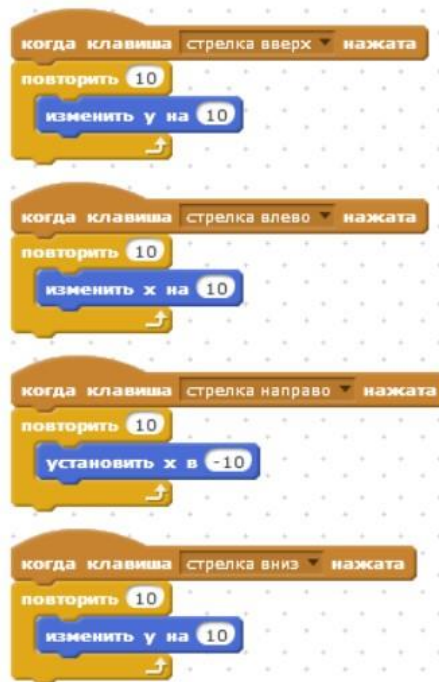 когда клавиша стрелка вверх нажата
повторить 10
изменить y на 10
когда клавиша стрелка влево нажата
повторить 10
изменить x на 10
когда клавиша стрелка направо нажата
повторить 10
установить x в -10
когда клавиша стрелка вниз нажата
повторить 10
изменить y на 10